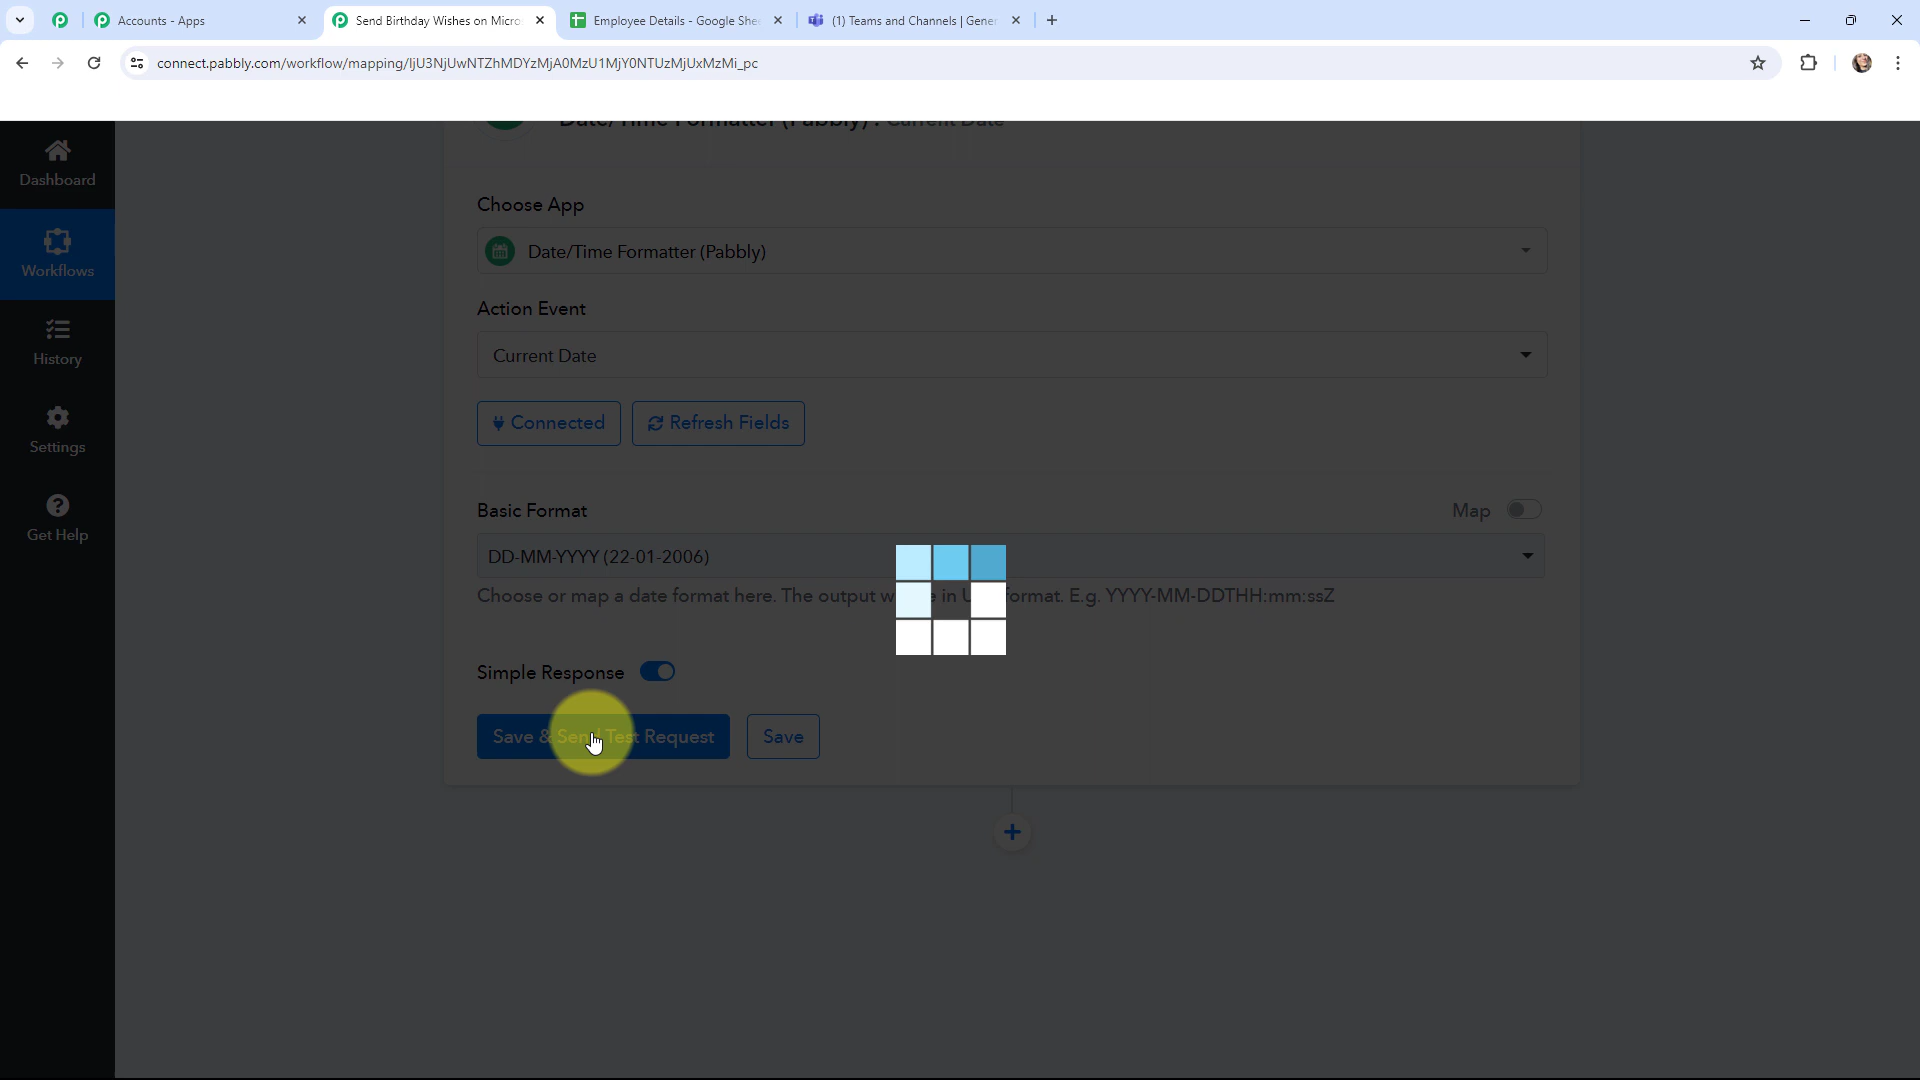 Accounts - Apps
Send Birthday Wishes on Micro
Employee Details - Google She
(1) Teams and Channels | Gener
connect.pabbly.com/workflow/mapping/IjU3NjUwNTZhMDYzMjA0MzU1MjY0NTUzMjUxMzMi_pc
Date/Time Formatter (Pabbly) : Current Date
Dashboard
Choose App
Date/Time Formatter (Pabbly)
Workflows
Action Event
History
Current Date
Connected
Refresh Fields
Settings
Basic Format
Map
Get Help
DD-MM-YYYY (22-01-2006)
Choose or map a date format here. The output w e in U ormat. E.g. YYYY-MM-DDTHH:mm:ssZ
Simple Response
Save & Send Test Request
Save